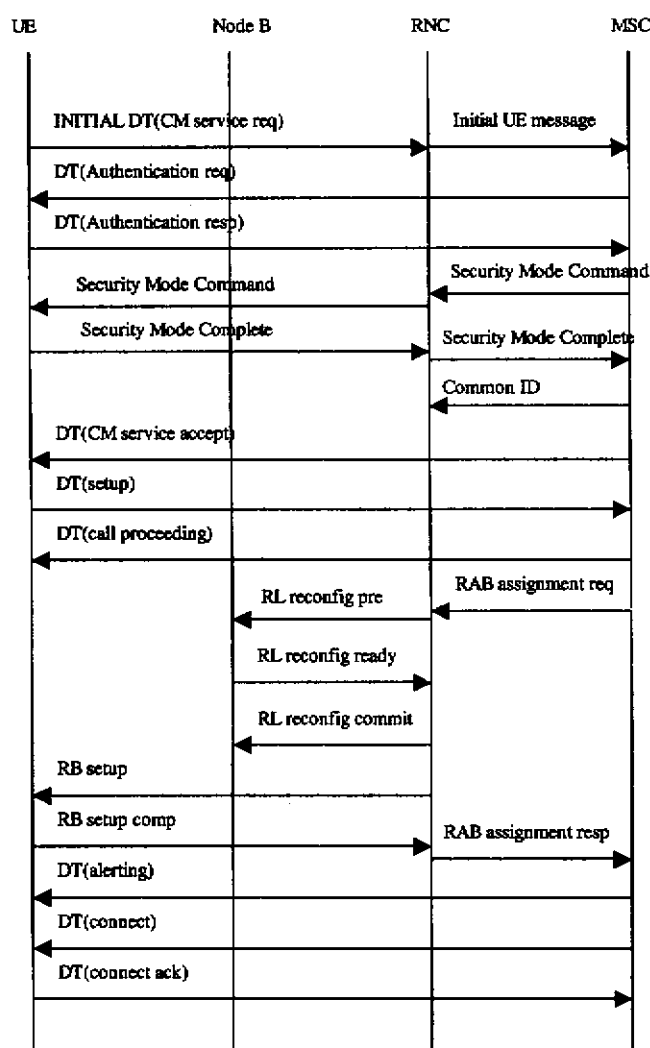 UE Node B RNC MSC
INITIAL DT(CM service req) Initial UE message
DT(Authentication req)
DT(Authentication resp)
Security Mode Command
Security Mode Command
Security Mode Complete
Security Mode Complete
Common ID
DT(CM service accept)
DT(setup)
DT(call proceeding)
RAB assignment req
RL reconfig pre
RL reconfig ready
RL reconfig commit
RB setup
RB setup comp
RAB assignment resp
DT(alerting)
DT(connect)
DT(connect ack)